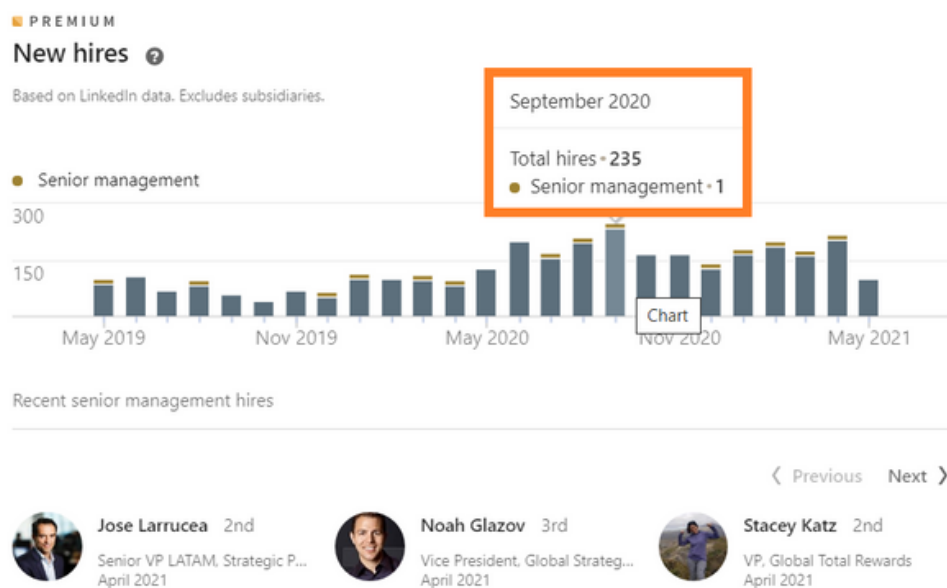 PREMIUM
New hires ?
Based on LinkedIn data. Excludes subsidiaries.
September 2020
Total hires • 235
• Senior management • 1
• Senior management
300
150
Chart
May 2019 Nov 2019 May 2020 Nov 2020 May 2021
Recent senior management hires
Previous Next
Jose Larrucea 2nd
Senior VP LATAM, Strategic P...
April 2021
Noah Glazov 3rd
Vice President, Global Strateg...
April 2021
Stacey Katz 2nd
VP, Global Total Rewards
April 2021